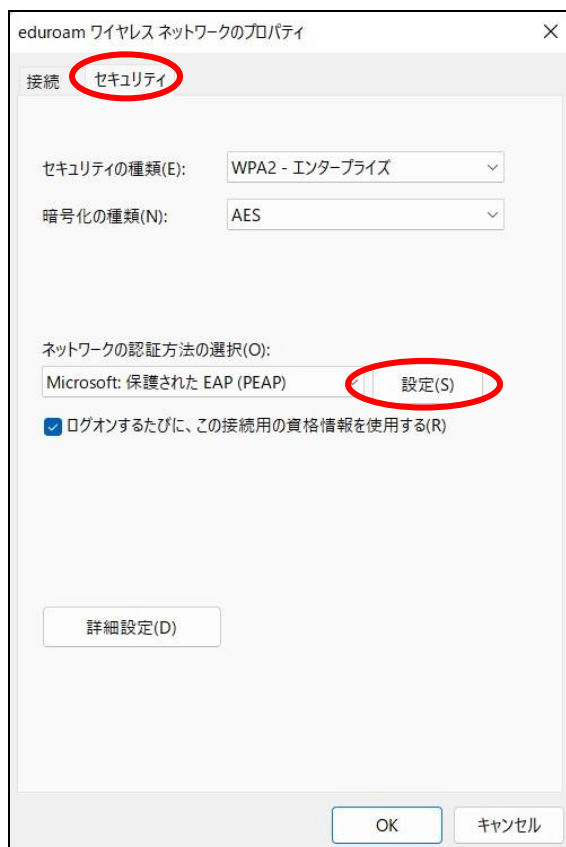 eduroam ワイヤレス ネットワークのプロパティ
接続 セキュリティ
セキュリティの種類(E): WPA2 - エンタープライズ
暗号化の種類(N): AES
ネットワークの認証方法の選択(O):
Microsoft: 保護された EAP (PEAP) 設定(S)
ログオンするたびに、この接続用の資格情報を使用する(R)
詳細設定(D)
OK キャンセル